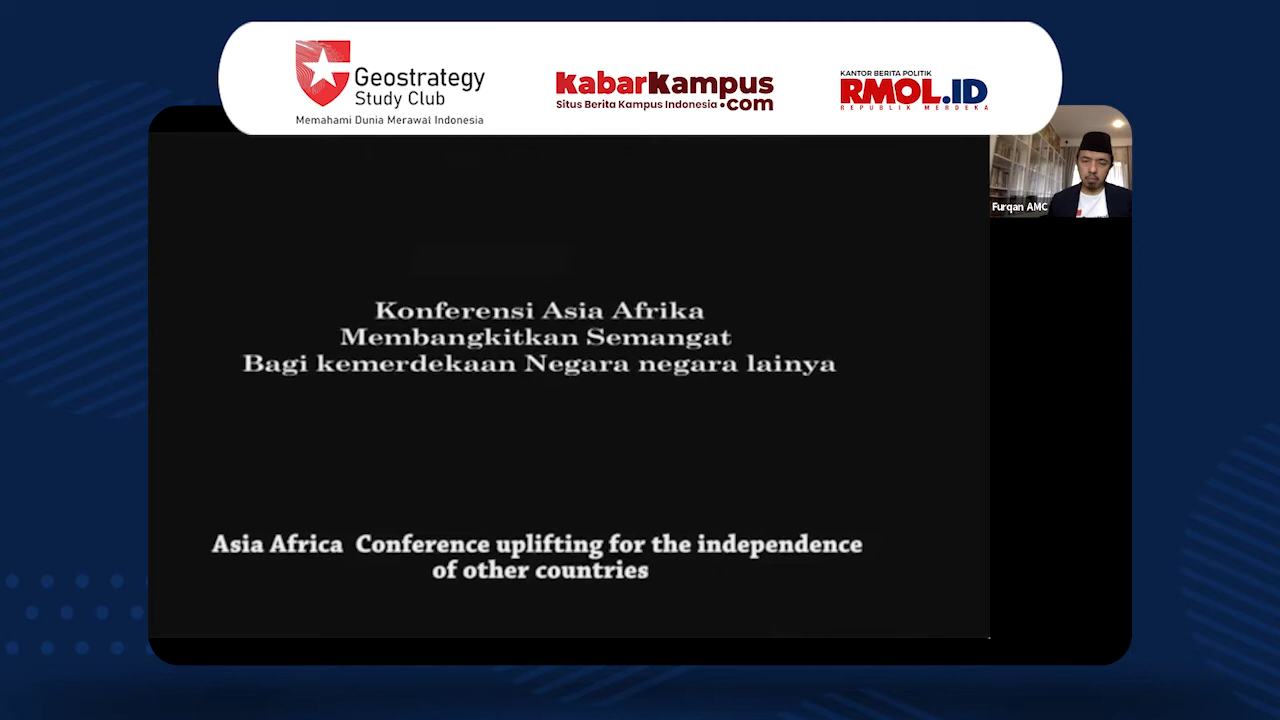 Geostrategy
Study Club
Memahami Dunia Merawat Indonesia
KabarKampus
Situs Berita Kampus Indonesia •com
KANTOR BERITA POLITIK
RMOL.ID
REPUBLIK MERDEKA
Furqan AMC
Konferensi Asia Afrika
Membangkitkan Semangat
Bagi kemerdekaan Negara negara lainya
Asia Africa Conference uplifting for the independence
of other countries